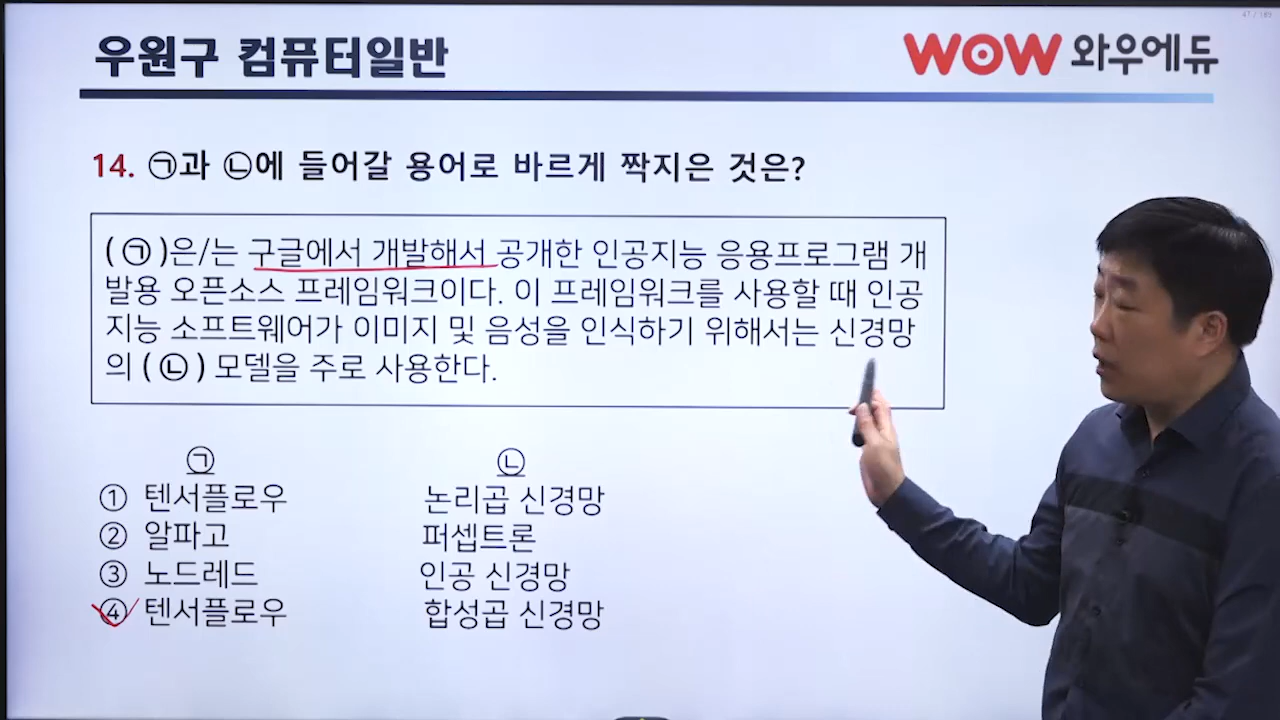 우원구 컴퓨터일반
WOW 와우에듀
14. ㉠과 ㉡에 들어갈 용어로 바르게 짝지은 것은?
( ㉠ )은/는 구글에서 개발해서 공개한 인공지능 응용프로그램 개
발용 오픈소스 프레임워크이다. 이 프레임워크를 사용할 때 인공
지능 소프트웨어가 이미지 및 음성을 인식하기 위해서는 신경망
의 ( ㉡ ) 모델을 주로 사용한다.
㉠ ㉡
① 텐서플로우 논리곱 신경망
② 알파고 퍼셉트론
③ 노드레드 인공 신경망
④ 텐서플로우 합성곱 신경망